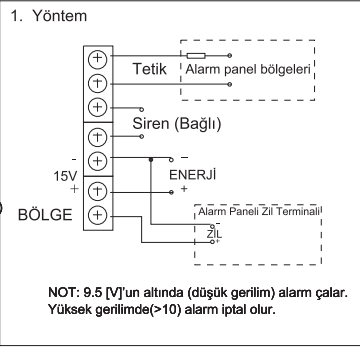 1. Yöntem
Tetik
Alarm panel bölgeleri
Siren (Bağlı)
-
-
15V
ENERJİ
+
+
BÖLGE
Alarm Paneli Zil Terminali
-
ZİL
+
NOT: 9.5 [V]'un altında (düşük gerilim) alarm çalar.
Yüksek gerilimde(>10) alarm iptal olur.